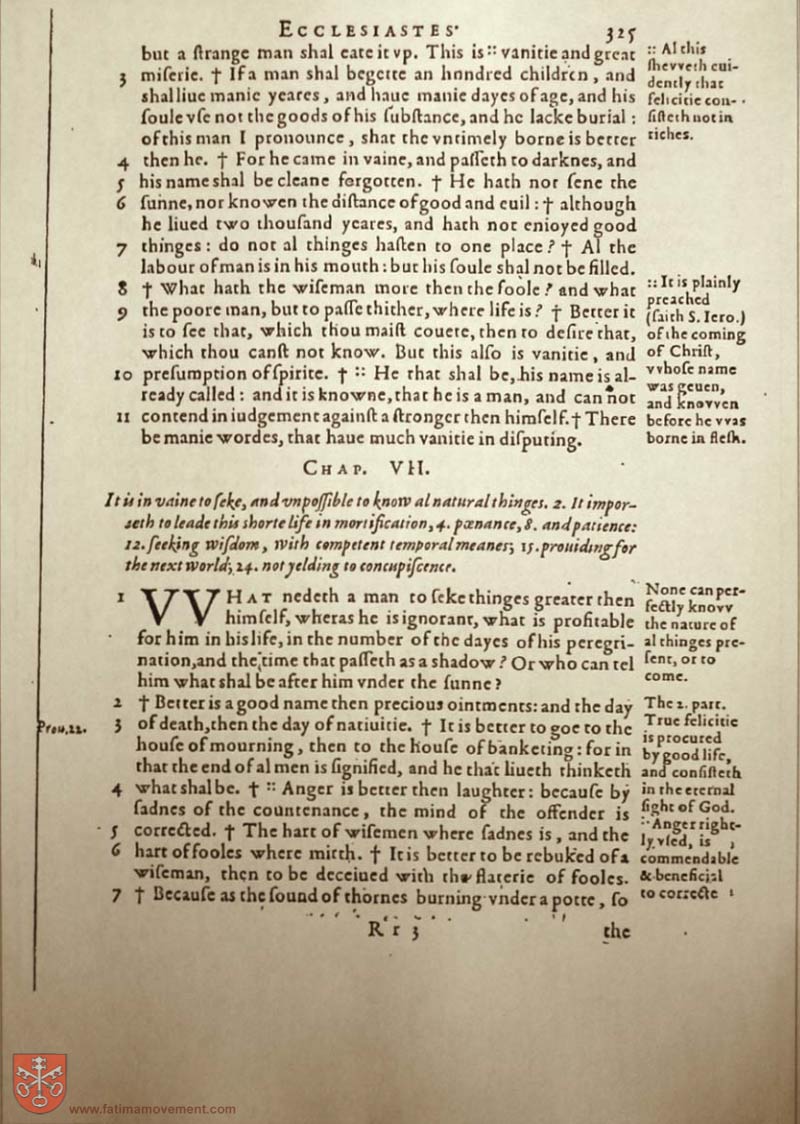 ECCLESIASTES· 325
but a ſtrange man shal eate it vp. This is :: vanitie and great
3 miſerie. † If a man shal begette an hundred children, and
shal liue manie yeares, and haue manie dayes of age, and his
ſoule vſe not the goods of his ſubſtance, and he lacke burial:
of this man I pronounce, shat the vntimely borne is better
4 then he. † For he came in vaine, and paſſeth to darknes, and
5 his name shal be cleane forgotten. † He hath not ſene the
6 ſunne, nor knowen the diſtance of good and euil: † although
he liued two thouſand yeares, and hath not enioyed good
7 thinges: do not al thinges haſten to one place? † Al the
labour of man is in his mouth: but his ſoule shal not be filled.
8 † What hath the wiſeman more then the foole? and what
9 the poore man, but to paſſe thither, where life is? † Better it
is to ſee that, which thou maiſt couete, then to deſire that,
which thou canſt not know. But this alſo is vanitie, and
10 preſumption of ſpirite. † :: He that shal be, his name is al-
ready called: and it is knowne, that he is a man, and can not
11 contend in iudgement againſt a ſtronger then himſelf. † There
be manie wordes, that haue much vanitie in diſputing.
:: Al this
ſhevveth eui-
dently that
felicitie con-
ſiſteth not in
riches.
:: It is plainly
preached
(ſaith S. Iero.)
of the coming
of Chriſt,
vvhoſe name
was geuen,
and knovven
before he vvas
borne in fleſh.
CHAP. VII.
It is in vaine to ſeke, and vnpoſſible to know al natural thinges. 2. It impor-
teth to leade this shorte life in mortification, 4. pœnance, 8. and patience:
12. ſeeking wiſdom, with competent temporal meanes; 15. prouiding for
the next world; 24. not yelding to concupiſcence.
1 VVHAT nedeth a man to ſeke thinges greater then
himſelf, wheras he is ignorant, what is profitable
for him in his life, in the number of the dayes of his peregri-
nation, and the time that paſſeth as a shadow? Or who can tel
him what shal be after him vnder the ſunne?
2 † Better is a good name then precious ointments: and the day
3 of death, then the day of natiuitie. † It is better to goe to the
houſe of mourning, then to the houſe of banketing: for in
that the end of al men is ſignified, and he that liueth thinketh
4 what shal be. † :: Anger is better then laughter: becauſe by
ſadnes of the countenance, the mind of the offender is
5 corrected. † The hart of wiſemen where ſadnes is, and the
6 hart of fooles where mirth. † It is better to be rebuked of a
wiſeman, then to be deceiued with the flaterie of fooles.
7 † Becauſe as the ſound of thornes burning vnder a potte, ſo
Prou. 22.
None can per-
fectly knovv
the nature of
al thinges pre-
ſent, or to
come.
The 2. part.
True felicitie
is procured
by good life,
and conſiſteth
in the eternal
ſight of God.
:: Anger right-
ly vſed, is
commendable
& beneficial
to correcte
R r 3 the
www.fatimamovement.com